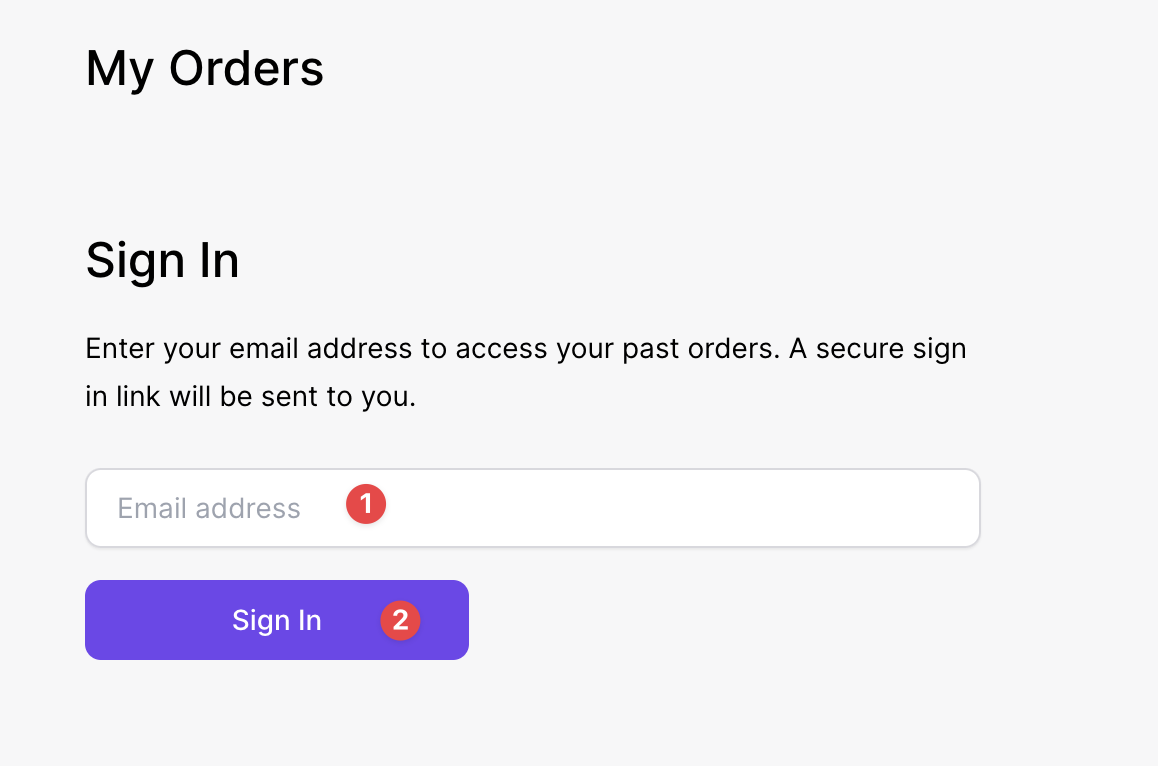 My Orders
Sign In
Enter your email address to access your past orders. A secure sign
in link will be sent to you.
Email address 1
Sign In 2